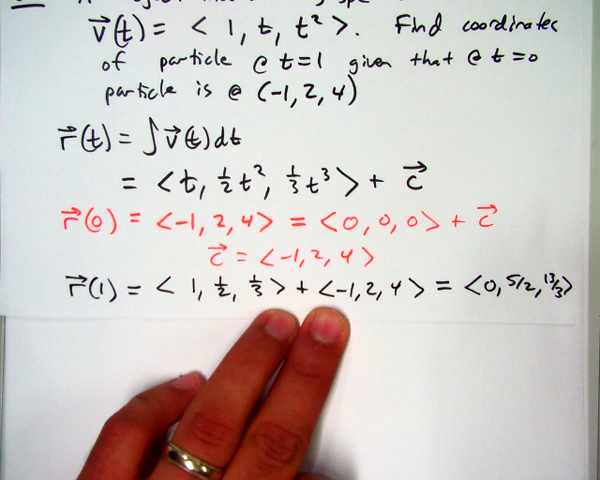 v⃗(t) = < 1, t, t² >. Find coordinates
of particle @ t=1 given that @ t=0
particle is @ (-1, 2, 4)
r⃗(t) = ∫ v⃗(t) dt
= < t, ½t², ⅓t³ > + c⃗
r⃗(0) = <-1, 2, 4> = <0, 0, 0> + c⃗
c⃗ = <-1, 2, 4>
r⃗(1) = < 1, ½, ⅓ > + <-1, 2, 4> = <0, 5/2, 13/3>